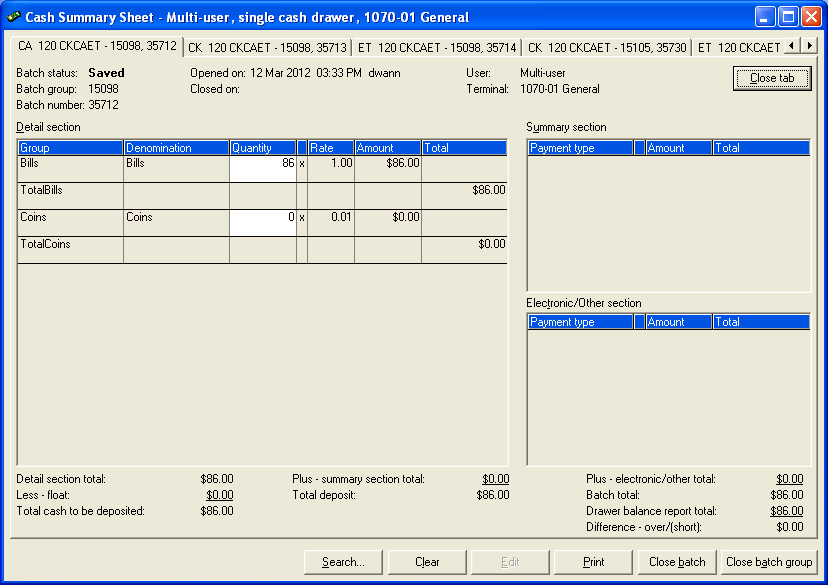 Cash Summary Sheet - Multi-user, single cash drawer, 1070-01 General
CA 120 CKCAET - 15098, 35712 CK 120 CKCAET - 15098, 35713 ET 120 CKCAET - 15098, 35714 CK 120 CKCAET - 15105, 35730 ET 120 CKCAET
Batch status: Saved Opened on: 12 Mar 2012 03:33 PM dwann User: Multi-user Close tab
Batch group: 15098 Closed on: Terminal: 1070-01 General
Batch number: 35712
Detail section
Group Denomination Quantity Rate Amount Total
Bills Bills 86 x 1.00 $86.00
TotalBills $86.00
Coins Coins 0 x 0.01 $0.00
TotalCoins $0.00
Summary section
Payment type Amount Total
Electronic/Other section
Payment type Amount Total
Detail section total: $86.00 Plus - summary section total: $0.00 Plus - electronic/other total: $0.00
Less - float: $0.00 Total deposit: $86.00 Batch total: $86.00
Total cash to be deposited: $86.00 Drawer balance report total: $86.00
Difference - over/(short): $0.00
Search... Clear Edit Print Close batch Close batch group